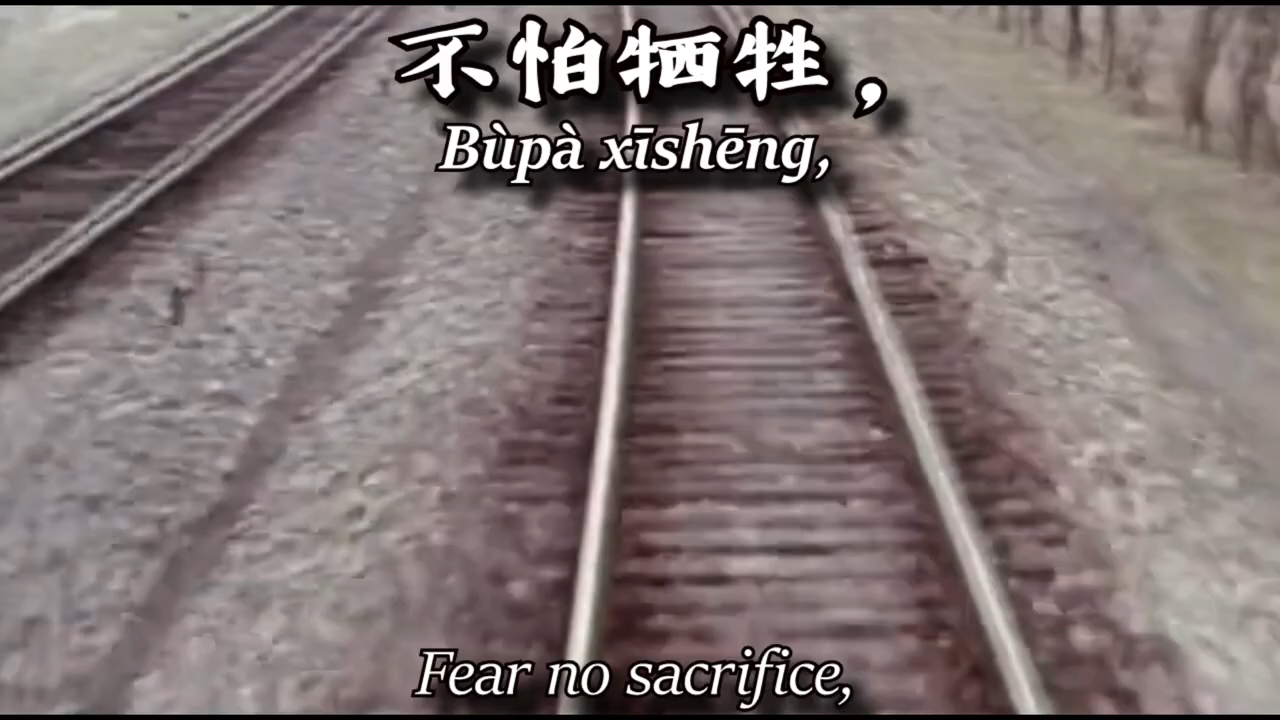 不怕牺牲，
Bùpà xīshēng,
Fear no sacrifice,